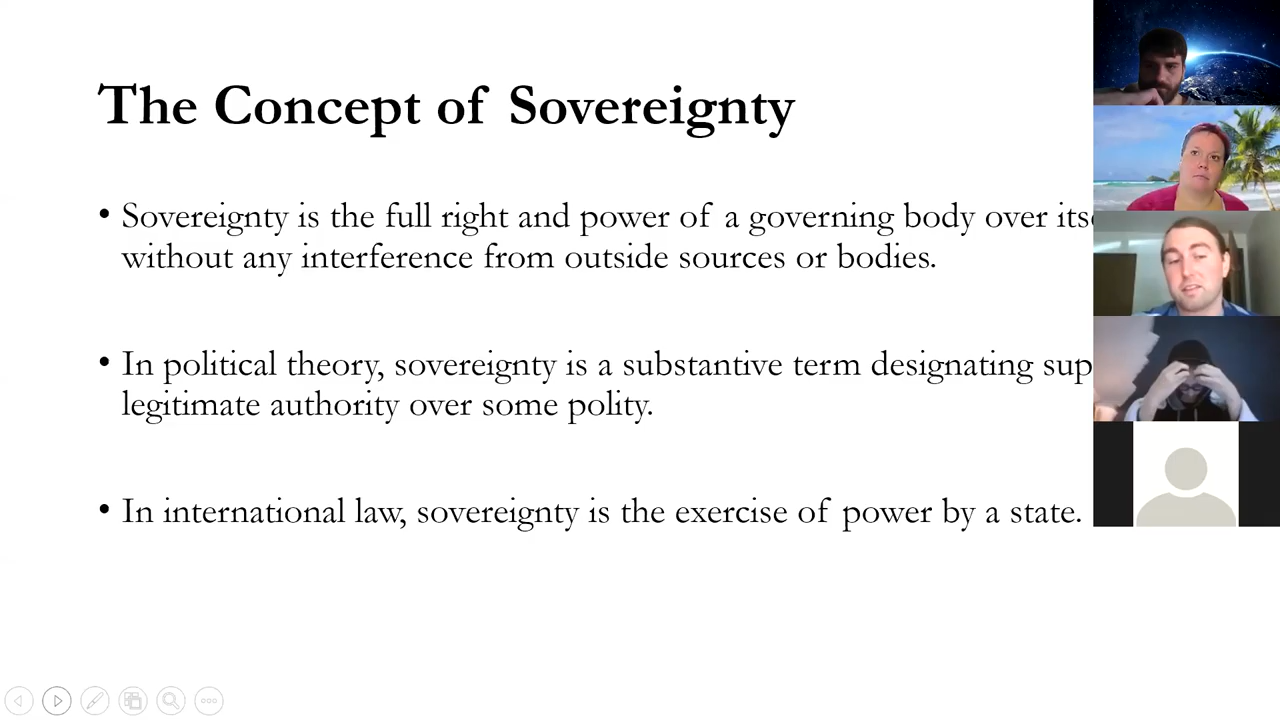 The Concept of Sovereignty
• Sovereignty is the full right and power of a governing body over
without any interference from outside sources or bodies.
• In political theory, sovereignty is a substantive term designating
legitimate authority over some polity.
• In international law, sovereignty is the exercise of power by a state.